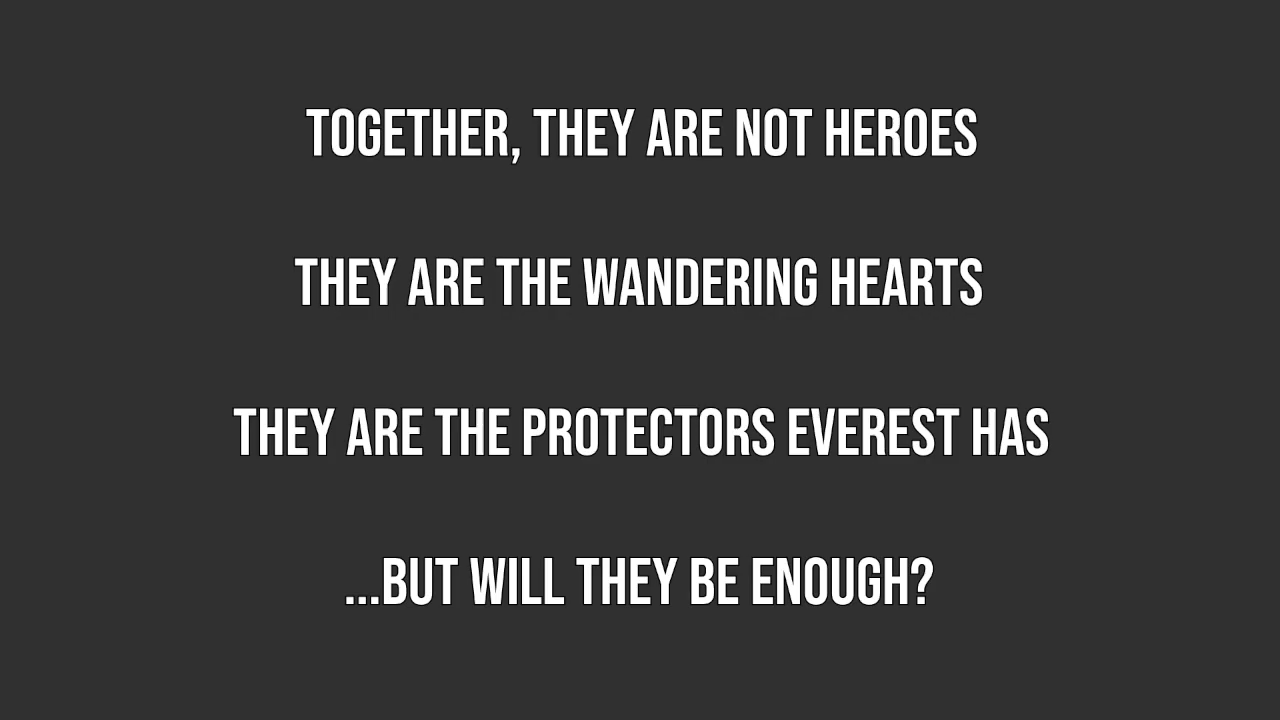 TOGETHER, THEY ARE NOT HEROES
THEY ARE THE WANDERING HEARTS
THEY ARE THE PROTECTORS EVEREST HAS
...BUT WILL THEY BE ENOUGH?